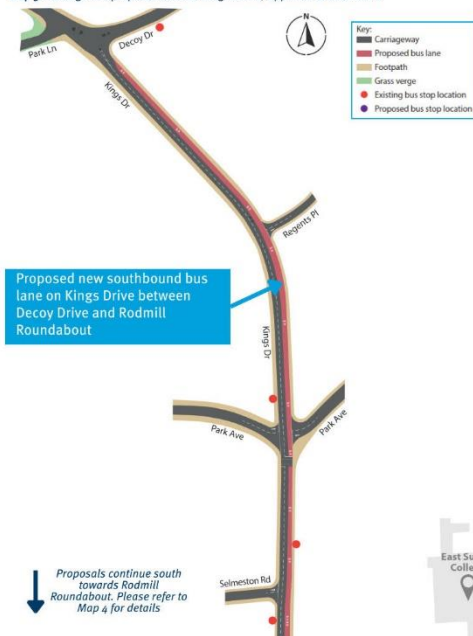 Park Ln
Decoy Dr
N
Key:
Carriageway
Proposed bus lane
Footpath
Grass verge
Existing bus stop location
Proposed bus stop location
Kings Dr
Regents Pl
Proposed new southbound bus
lane on Kings Drive between
Decoy Drive and Rodmill
Roundabout
Kings Dr
Park Ave
Park Ave
East Su
Colle
Proposals continue south
towards Rodmill
Roundabout. Please refer to
Map 4 for details
Selmeston Rd